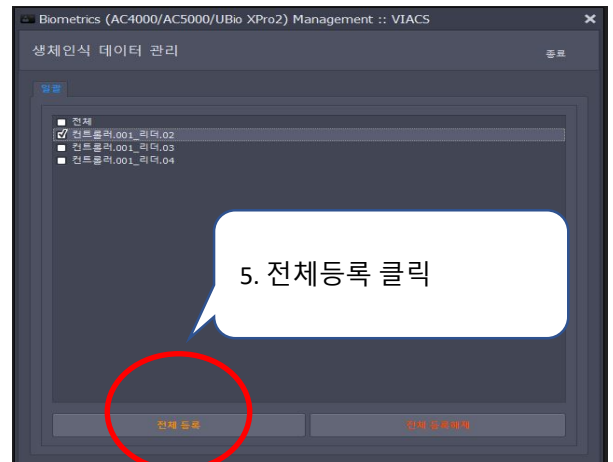 Biometrics (AC4000/AC5000/UBio XPro2) Management :: VIACS
생체인식 데이터 관리
종료
일괄
전체
컨트롤러.001_리더.02
컨트롤러.001_리더.03
컨트롤러.001_리더.04
5. 전체등록 클릭
전체 등록
전체 등록해제